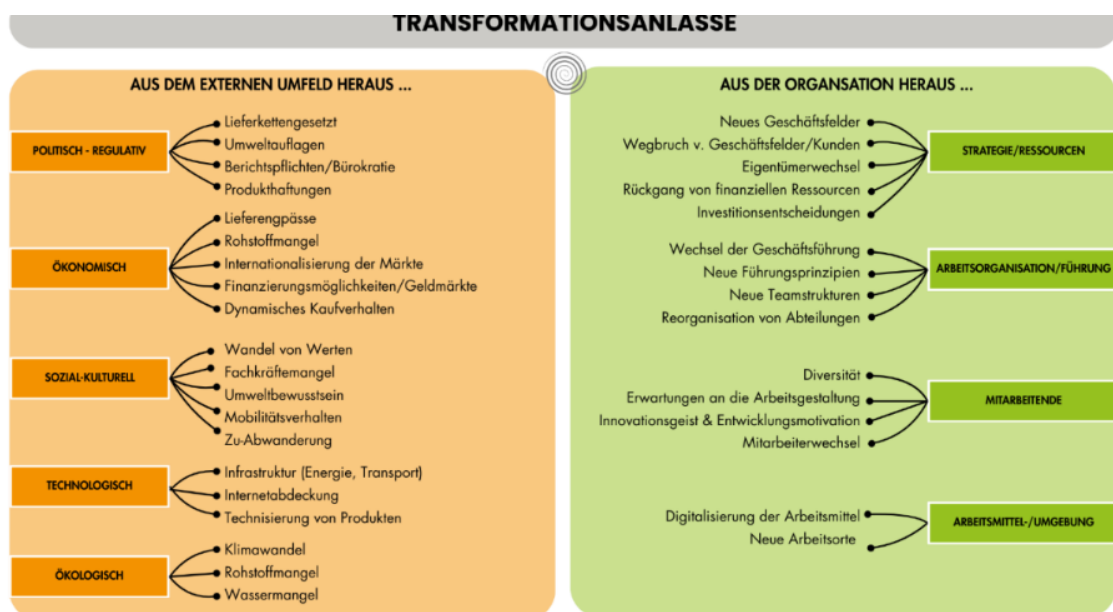 TRANSFORMATIONSANLÄSSE
AUS DEM EXTERNEN UMFELD HERAUS ...
POLITISCH - REGULATIV
Lieferkettengesetzt
Umweltauflagen
Berichtspflichten/Bürokratie
Produkthaftungen
ÖKONOMISCH
Lieferengpässe
Rohstoffmangel
Internationalisierung der Märkte
Finanzierungsmöglichkeiten/Geldmärkte
Dynamisches Kaufverhalten
SOZIAL-KULTURELL
Wandel von Werten
Fachkräftemangel
Umweltbewusstsein
Mobilitätsverhalten
Zu-Abwanderung
TECHNOLOGISCH
Infrastruktur (Energie, Transport)
Internetabdeckung
Technisierung von Produkten
ÖKOLOGISCH
Klimawandel
Rohstoffmangel
Wassermangel
AUS DER ORGANSATION HERAUS ...
Neues Geschäftsfelder
Wegbruch v. Geschäftsfelder/Kunden
Eigentümerwechsel
Rückgang von finanziellen Ressourcen
Investitionsentscheidungen
STRATEGIE/RESSOURCEN
Wechsel der Geschäftsführung
Neue Führungsprinzipien
Neue Teamstrukturen
Reorganisation von Abteilungen
ARBEITSORGANISATION/FÜHRUNG
Diversität
Erwartungen an die Arbeitsgestaltung
Innovationsgeist & Entwicklungsmotivation
Mitarbeiterwechsel
MITARBEITENDE
Digitalisierung der Arbeitsmittel
Neue Arbeitsorte
ARBEITSMITTEL-/UMGEBUNG